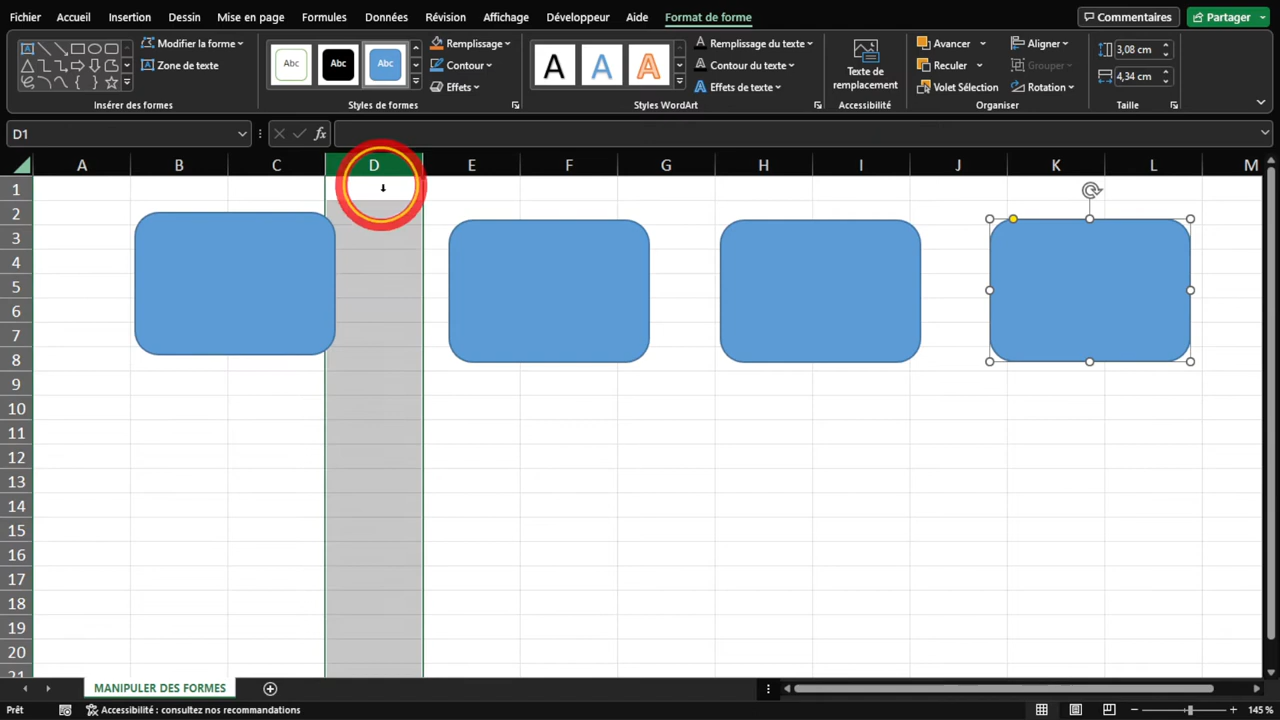 Fichier Accueil Insertion Dessin Mise en page Formules Données Révision Affichage Développeur Aide Format de forme Commentaires Partager
Modifier la forme
Zone de texte
Insérer des formes
Abc Abc Abc
Remplissage
Contour
Effets
Styles de formes
A A A
Remplissage du texte
Contour du texte
Effets de texte
Styles WordArt
Texte de
remplacement
Accessibilité
Avancer
Reculer
Volet Sélection
Aligner
Grouper
Rotation
Organiser
3,08 cm
4,34 cm
Taille
D1 fx
A B C D E F G H I J K L M
1
2
3
4
5
6
7
8
9
10
11
12
13
14
15
16
17
18
19
20
21
MANIPULER DES FORMES
Prêt Accessibilité : consultez nos recommandations 145 %